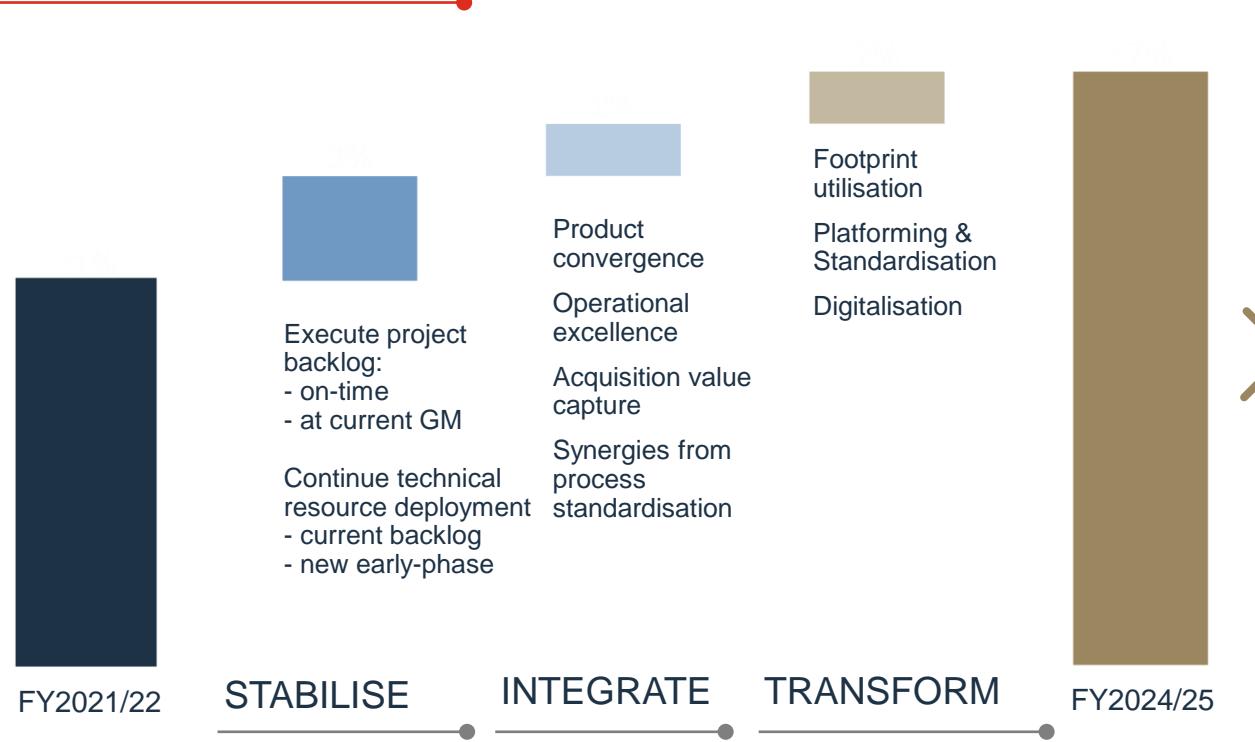 Execute project
backlog:
- on-time
- at current GM
Continue technical
resource deployment
- current backlog
- new early-phase
Product
convergence
Operational
excellence
Acquisition value
capture
Synergies from
process
standardisation
Footprint
utilisation
Platforming &
Standardisation
Digitalisation
FY2021/22
STABILISE
INTEGRATE
TRANSFORM
FY2024/25